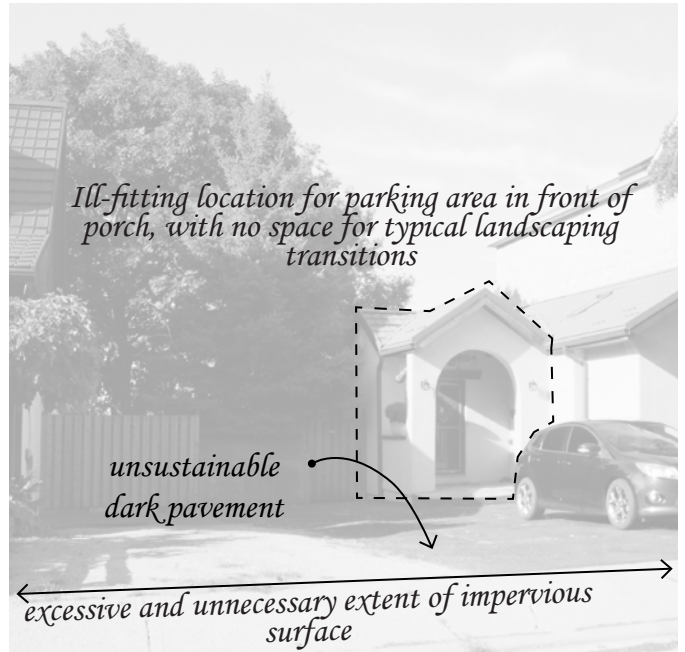 Ill-fitting location for parking area in front of
porch, with no space for typical landscaping
transitions
unsustainable
dark pavement
excessive and unnecessary extent of impervious
surface